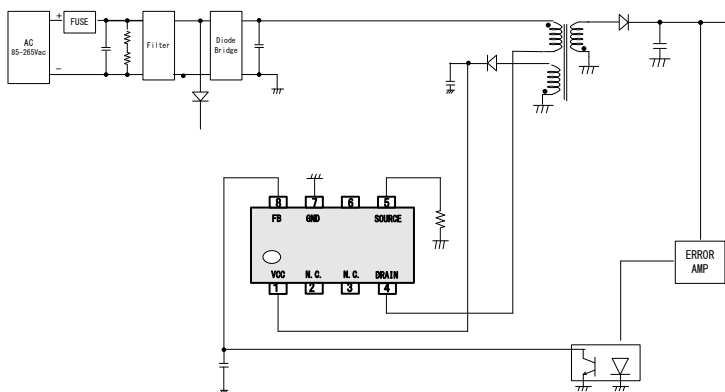 +
FUSE
AC
85-265Vac
Filter
Diode
Bridge
-
8
7
6
5
FB
GND
SOURCE
VCC
N.C.
N.C.
DRAIN
1
2
3
4
ERROR
AMP